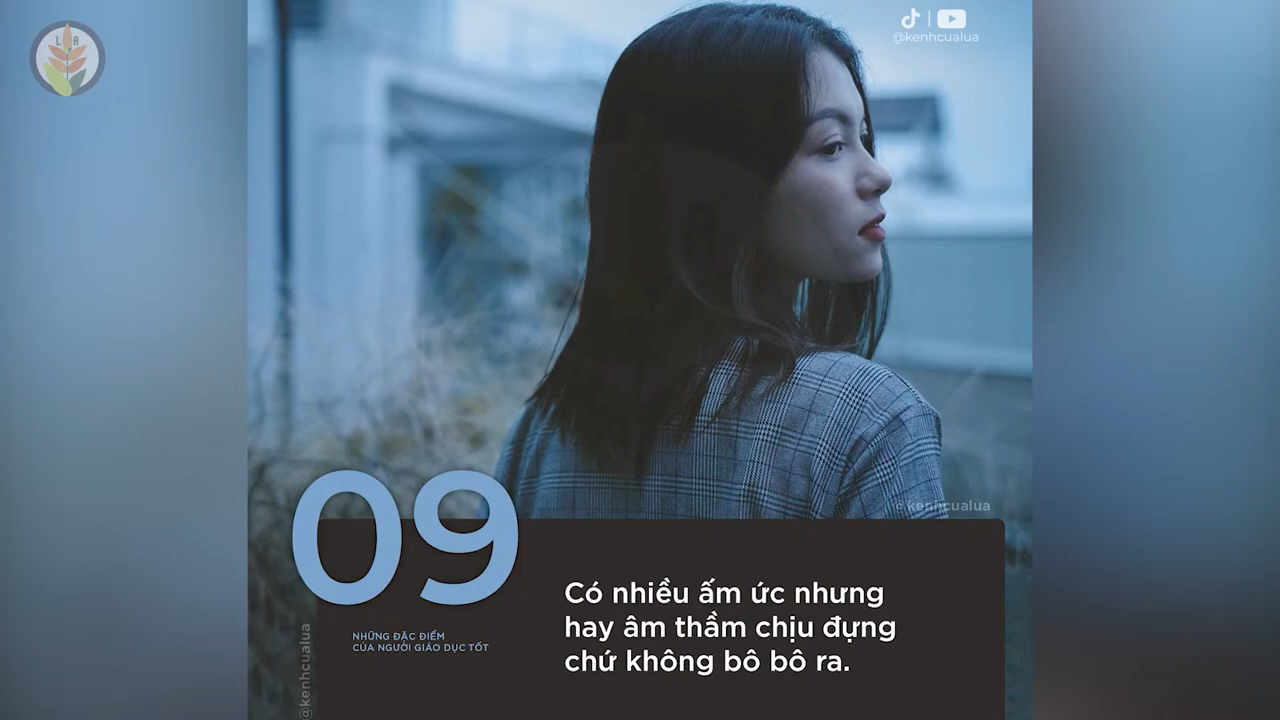 L A
@kenhcualua
@kenhcualua
09
NHỮNG ĐẶC ĐIỂM
CỦA NGƯỜI GIÁO DỤC TỐT
Có nhiều ấm ức nhưng
hay âm thầm chịu đựng
chứ không bô bô ra.
@kenhcualua